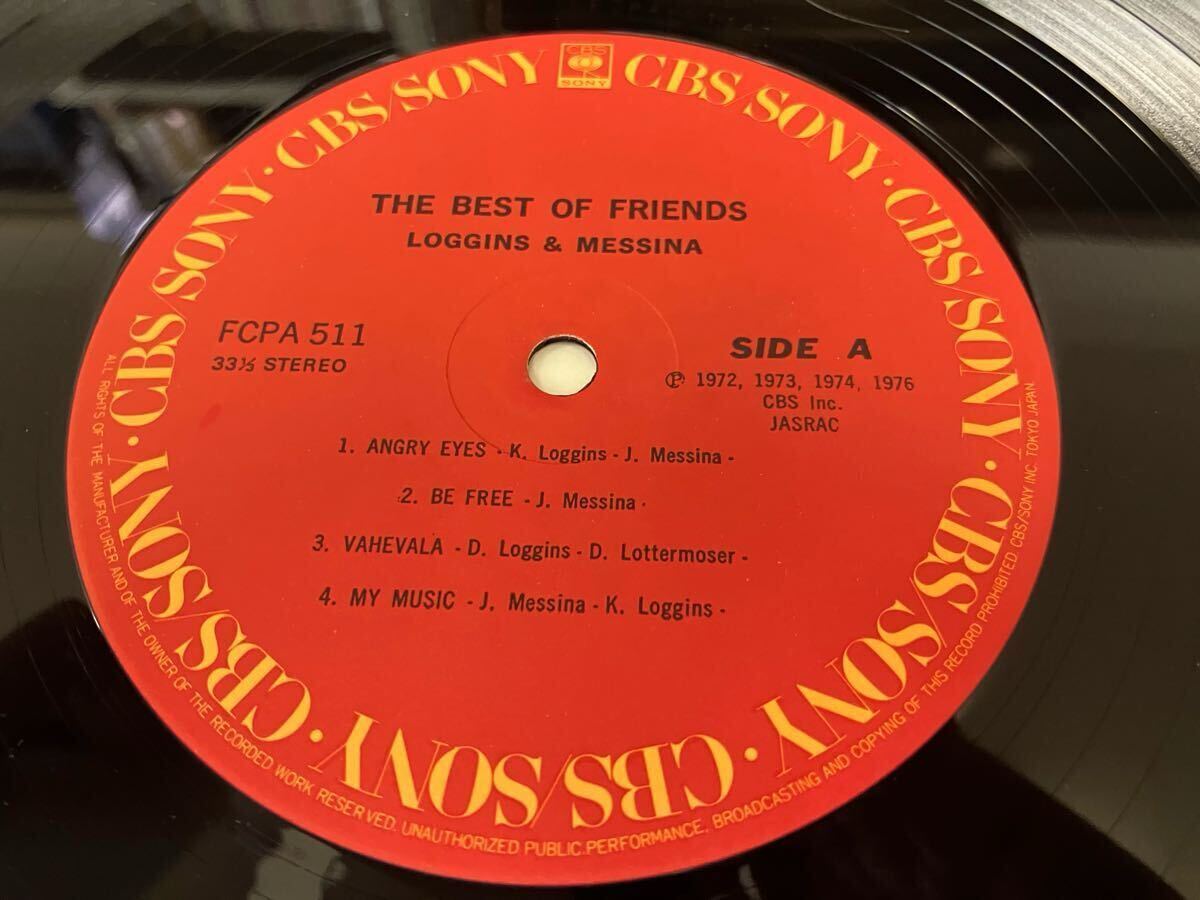 CBS
SONY
CBS/SONY · CBS/SONY · CBS/SONY · CBS/SONY · CBS/SONY · CBS/SONY · CBS/SONY · CBS/SONY · CBS/SONY
THE BEST OF FRIENDS
LOGGINS & MESSINA
FCPA 511
33⅓ STEREO
SIDE A
Ⓟ 1972, 1973, 1974, 1976
CBS Inc.
JASRAC
1. ANGRY EYES - K. Loggins - J. Messina -
2. BE FREE - J. Messina -
3. VAHEVALA - D. Loggins - D. Lottermoser -
4. MY MUSIC - J. Messina - K. Loggins -
ALL RIGHTS OF THE MANUFACTURER AND OF THE OWNER OF THE RECORDED WORK RESERVED. UNAUTHORIZED PUBLIC PERFORMANCE, BROADCASTING AND COPYING OF THIS RECORD PROHIBITED. CBS/SONY INC. TOKYO JAPAN.